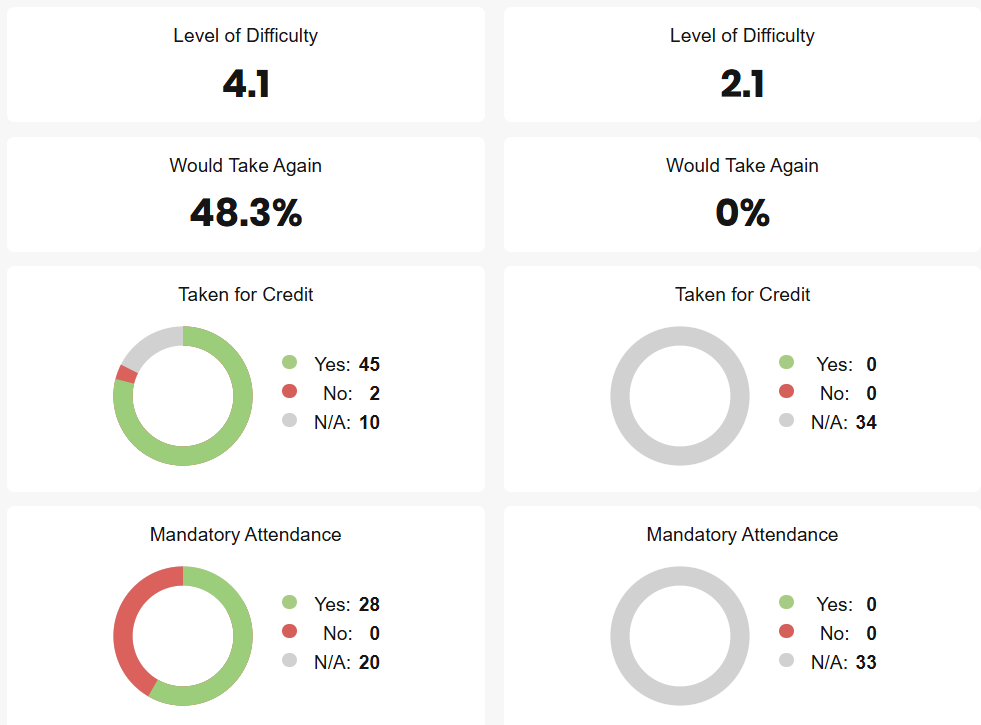 Level of Difficulty
4.1
Would Take Again
48.3%
Taken for Credit
Yes: 45
No: 2
N/A: 10
Mandatory Attendance
Yes: 28
No: 0
N/A: 20
Level of Difficulty
2.1
Would Take Again
0%
Taken for Credit
Yes: 0
No: 0
N/A: 34
Mandatory Attendance
Yes: 0
No: 0
N/A: 33